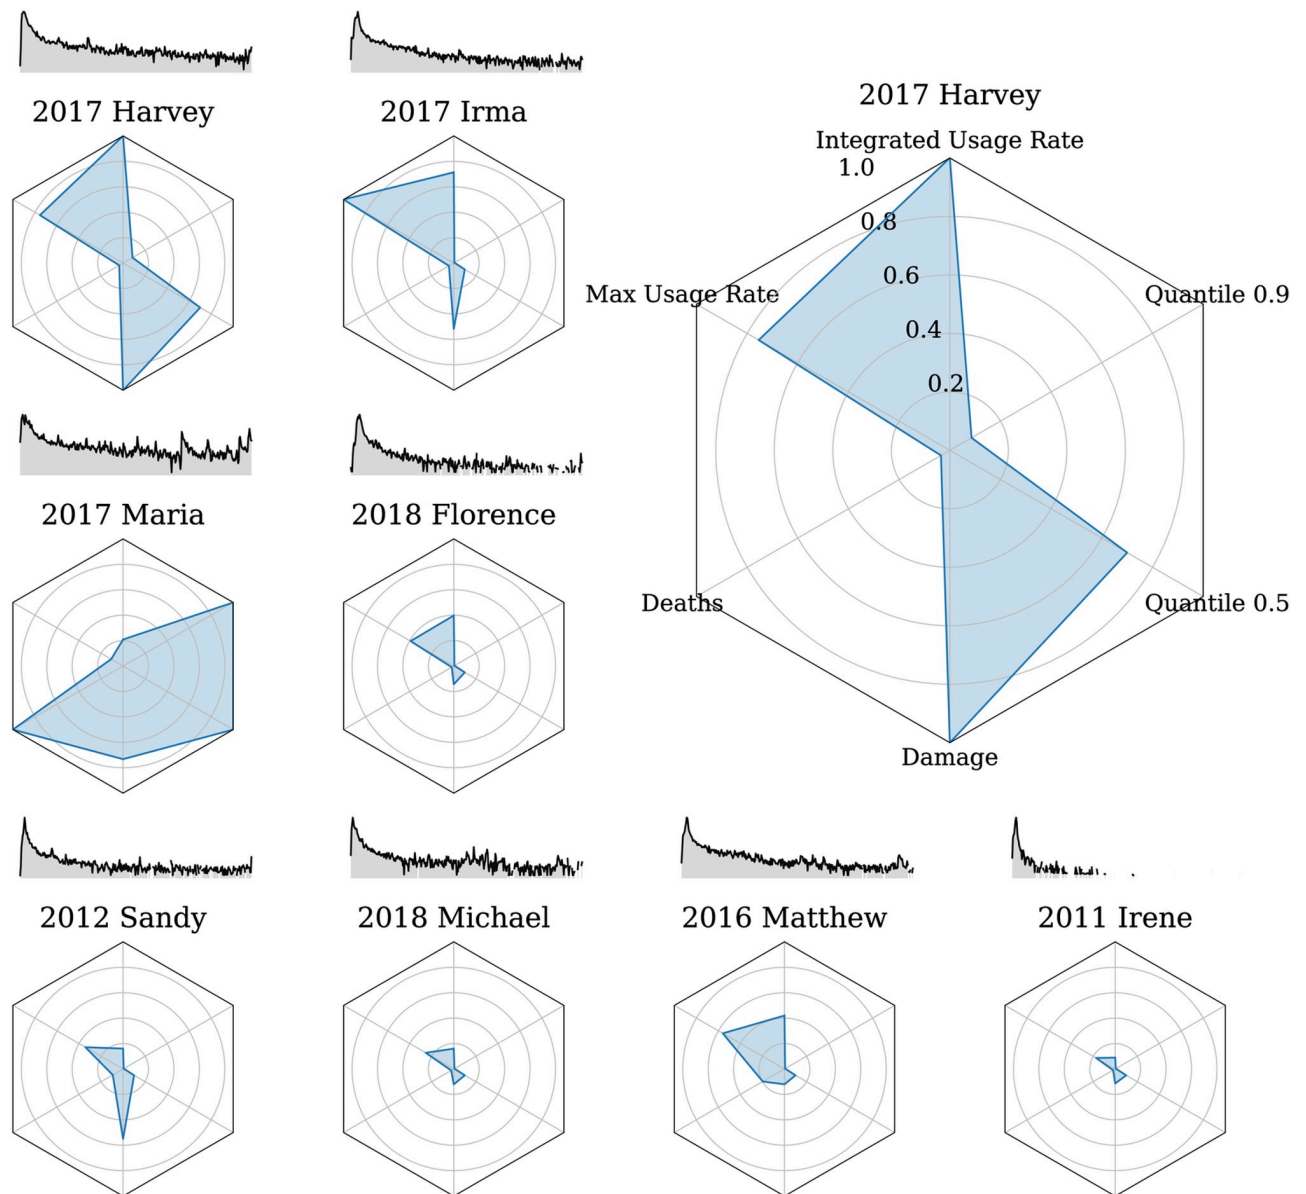 2017 Harvey
2017 Irma
2017 Harvey
Integrated Usage Rate
1.0
0.8
0.6
Max Usage Rate
Quantile 0.9
0.4
0.2
2017 Maria
2018 Florence
Deaths
Quantile 0.5
Damage
2012 Sandy
2018 Michael
2016 Matthew
2011 Irene